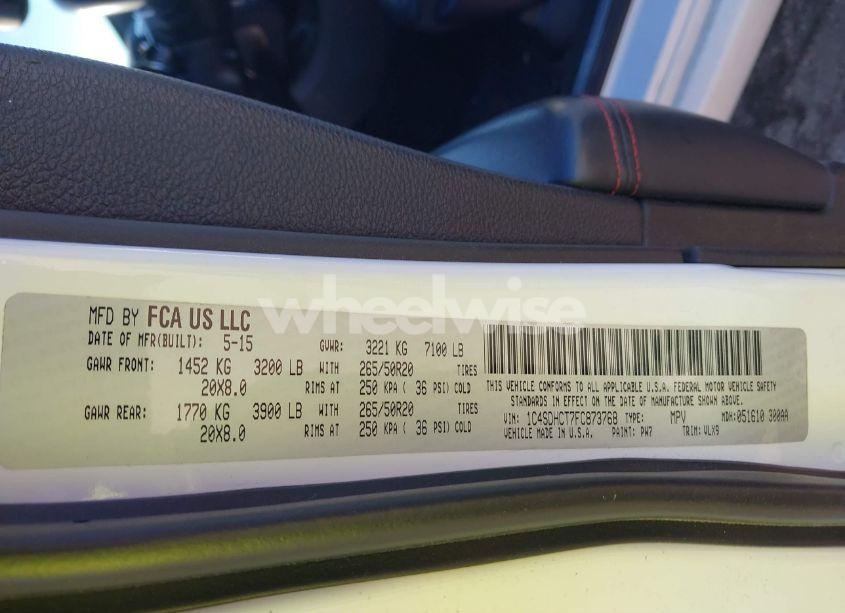 wheelwise
MFD BY FCA US LLC
DATE OF MFR(BUILT): 5-15 GVWR: 3221 KG 7100 LB
GAWR FRONT: 1452 KG 3200 LB WITH 265/50R20 TIRES
20X8.0 RIMS AT 250 KPA ( 36 PSI) COLD
GAWR REAR: 1770 KG 3900 LB WITH 265/50R20 TIRES
20X8.0 RIMS AT 250 KPA ( 36 PSI) COLD
THIS VEHICLE CONFORMS TO ALL APPLICABLE U.S.A. FEDERAL MOTOR VEHICLE SAFETY
STANDARDS IN EFFECT ON THE DATE OF MANUFACTURE SHOWN ABOVE.
VIN: 1C4SDHCT7FC873768 TYPE: MPV MDH: 051610 300AA
VEHICLE MADE IN U.S.A. PAINT: PW7 TRIM: VLX9